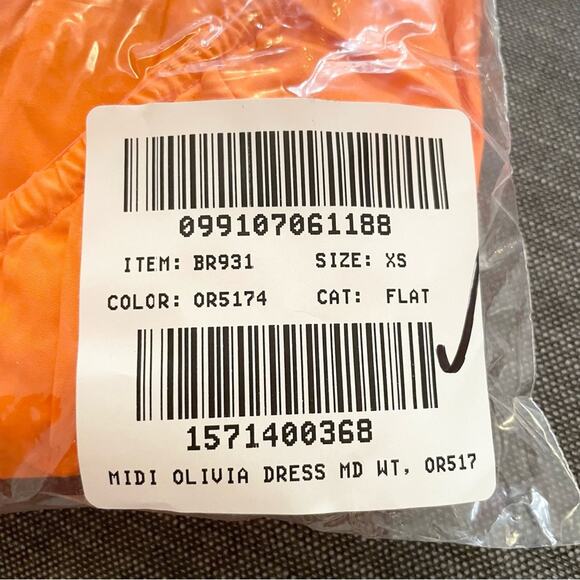 099107061188
ITEM: BR931 SIZE: XS
COLOR: OR5174 CAT: FLAT
1571400368
MIDI OLIVIA DRESS MD WT, OR517